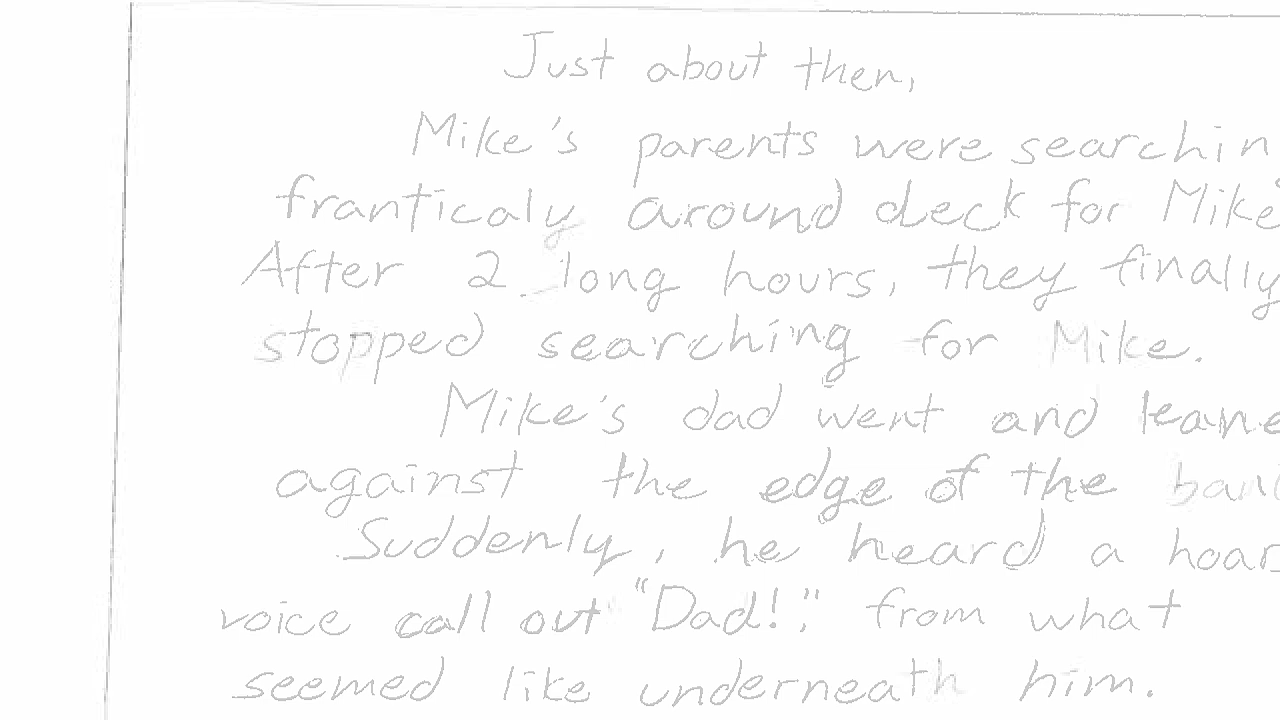 Just about then,
Mike's parents were searchin
franticaly around deck for Mike
After 2 long hours, they finally
stopped searching for Mike.
Mike's dad went and leane
against the edge of the
Suddenly, he heard a hoars
voice call out "Dad!", from what
seemed like underneath him.